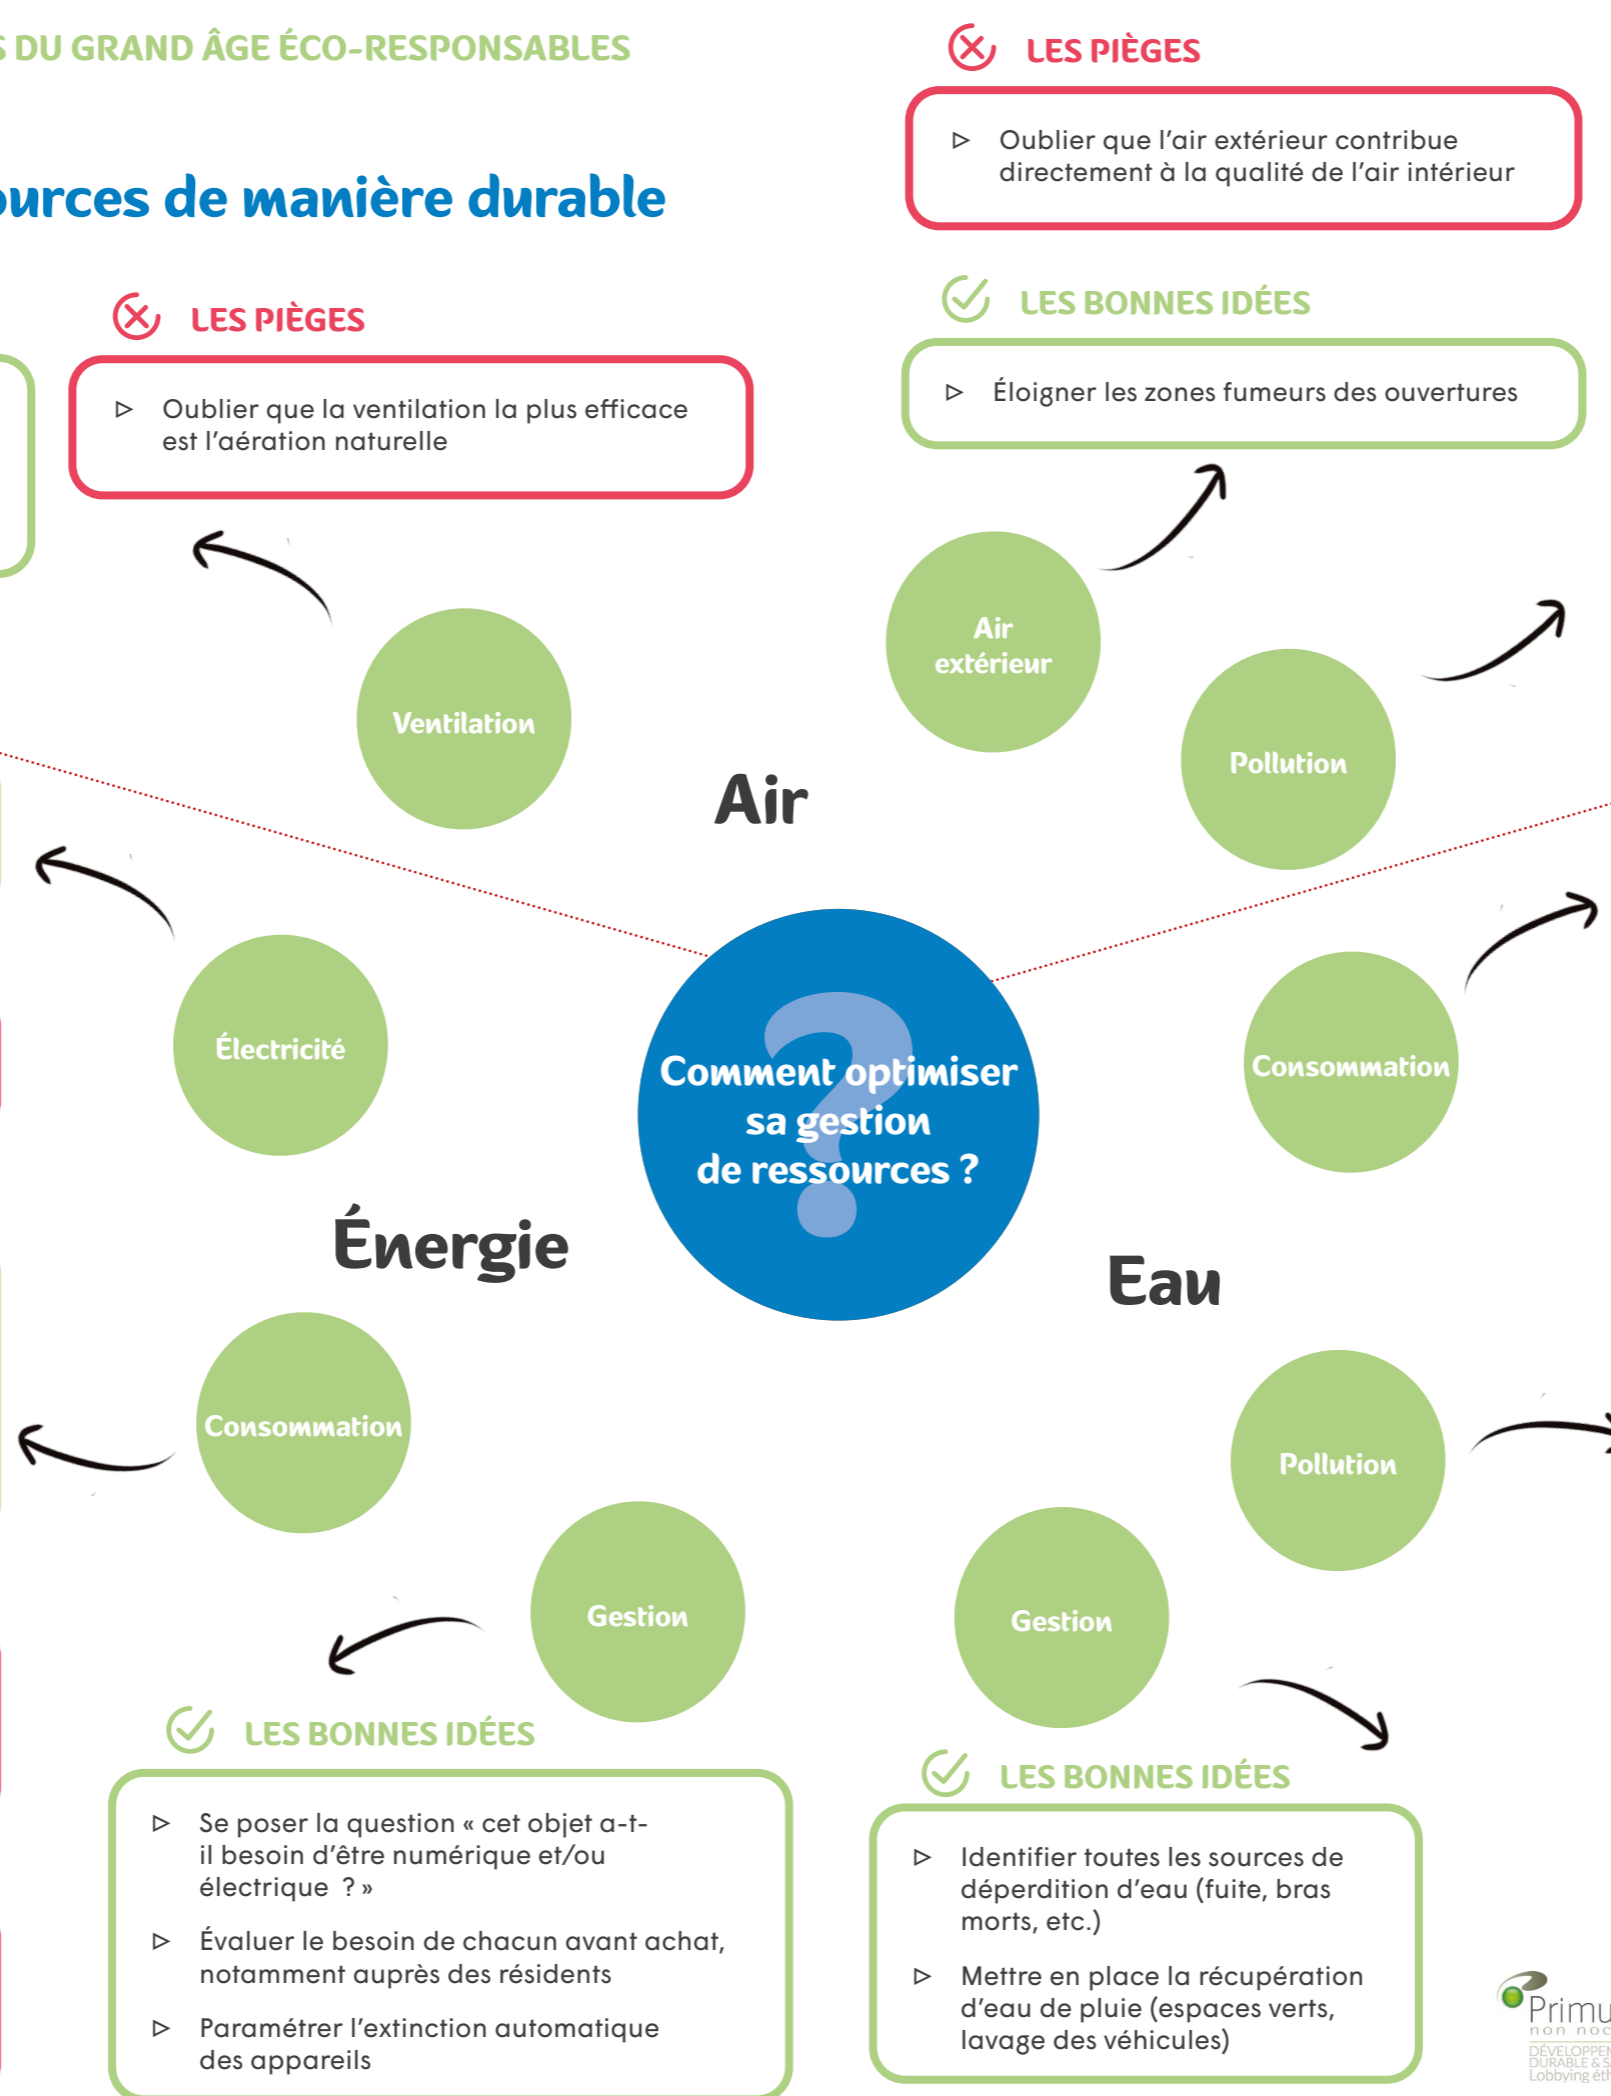 DU GRAND ÂGE ÉCO-RESPONSABLES
de manière durable
LES PIÈGES
Oublier que l'air extérieur contribue
directement à la qualité de l'air intérieur
LES BONNES IDÉES
Éloigner les zones fumeurs des ouvertures
LES PIÈGES
Oublier que la ventilation la plus efficace
est l'aération naturelle
Air
extérieur
Ventilation
Pollution
Air
Électricité
Comment optimiser
sa gestion
de ressources ?
Consommation
Énergie
Eau
Consommation
Pollution
Gestion
Gestion
LES BONNES IDÉES
Se poser la question « cet objet a-t-
il besoin d'être numérique et/ou
électrique ? »
Évaluer le besoin de chacun avant achat,
notamment auprès des résidents
Paramétrer l'extinction automatique
des appareils
LES BONNES IDÉES
Identifier toutes les sources de
déperdition d'eau (fuite, bras
morts, etc.)
Mettre en place la récupération
d'eau de pluie (espaces verts,
lavage des véhicules)
non
DURABLE &
Lobbying